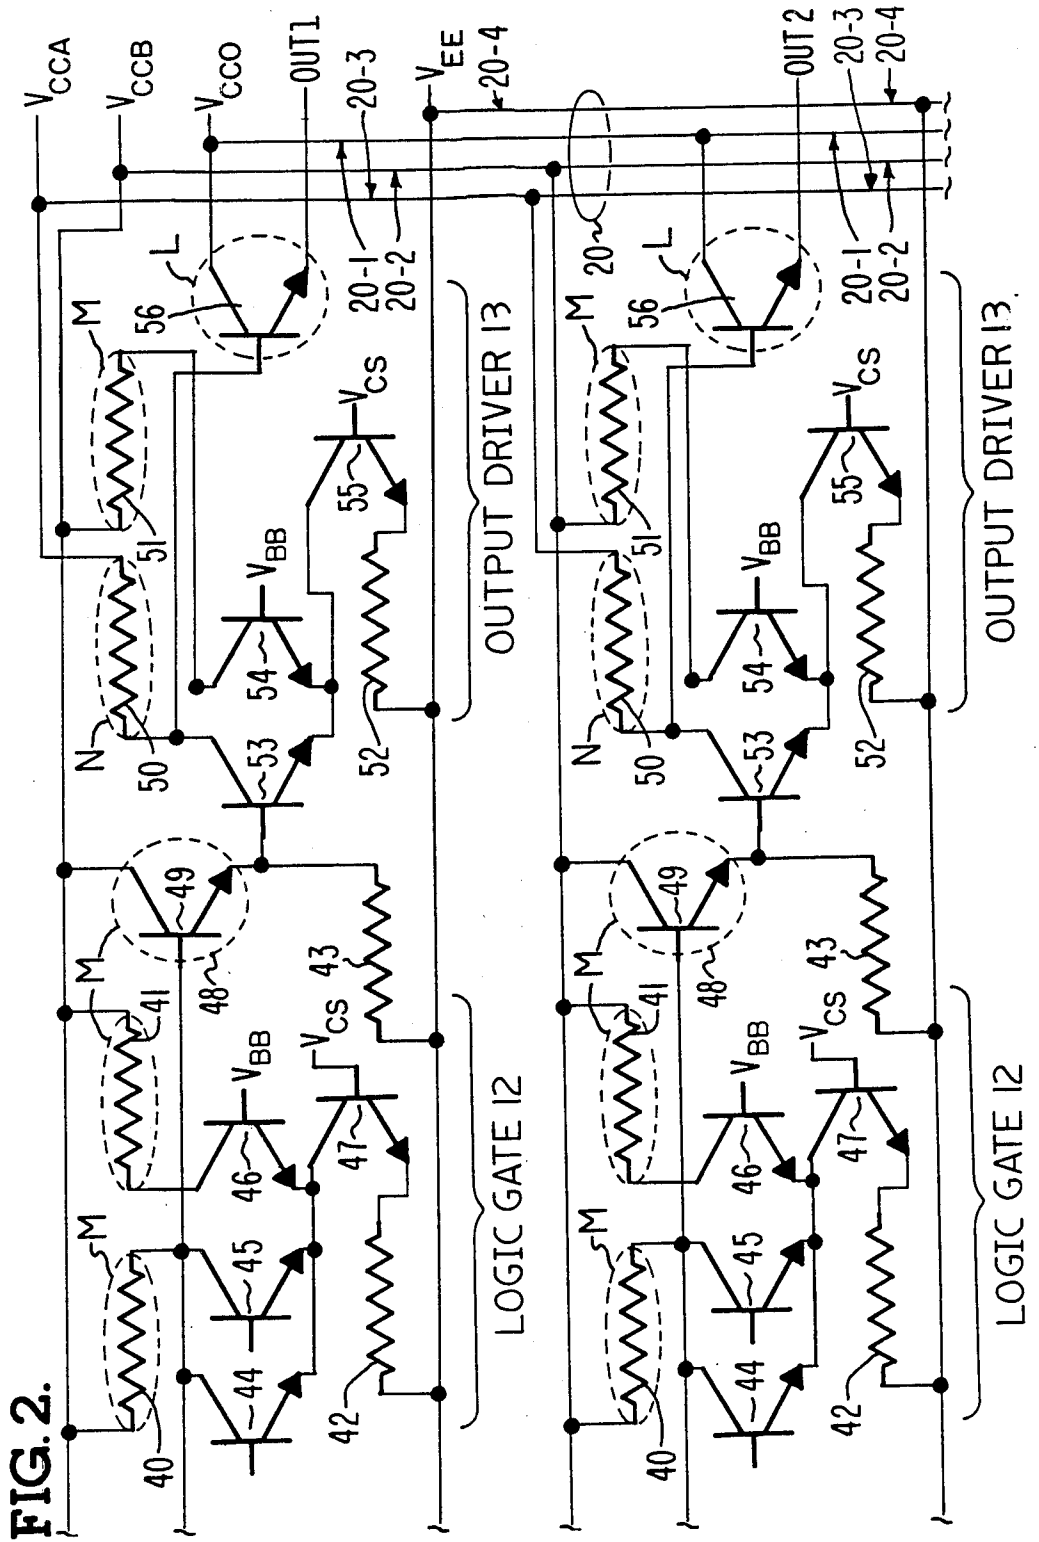 FIG. 2.
V_CCA
V_CCB
V_CCO
OUT1
20-3
V_EE
20-4
M
L
56
20-1
20-2
20
M
M
N
M
40
41
48
49
50
51
44
45
46
V_BB
47
V_CS
42
43
53
54
V_BB
52
55
V_CS
LOGIC GATE 12
OUTPUT DRIVER 13
OUT 2
20-3
20-4
M
L
56
20-1
20-2
M
M
N
40
41
48
49
50
51
44
45
46
V_BB
47
V_CS
42
43
53
54
V_BB
52
55
V_CS
LOGIC GATE 12
OUTPUT DRIVER 13